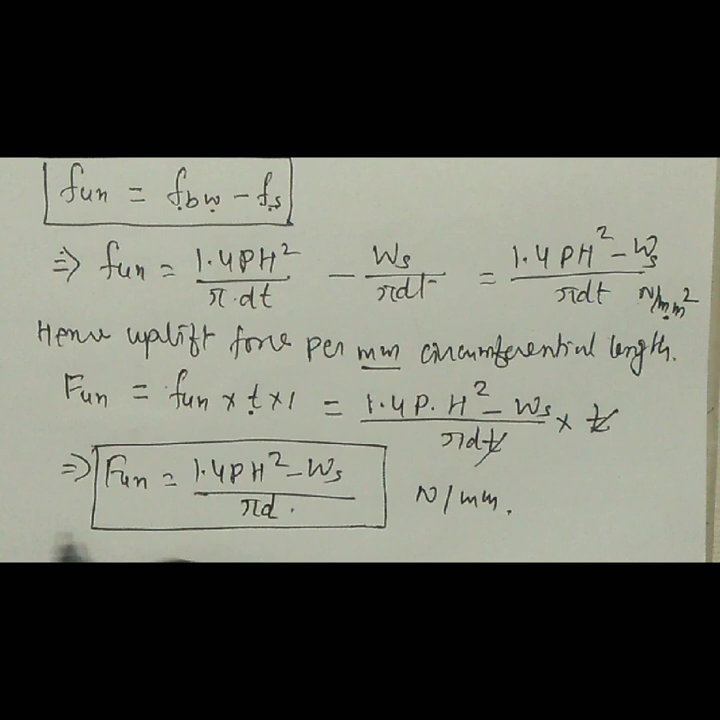 fun = fbw - fs
⇒ fun = 1.4PH²/π.dt - Ws/πdt = 1.4PH²-Ws/πdt N/mm²
Hence uplift force per mm circumferential length.
Fun = fun × t × 1 = 1.4P.H²-Ws/πdt × t
⇒ Fun = 1.4PH²-Ws/πd. N/mm.